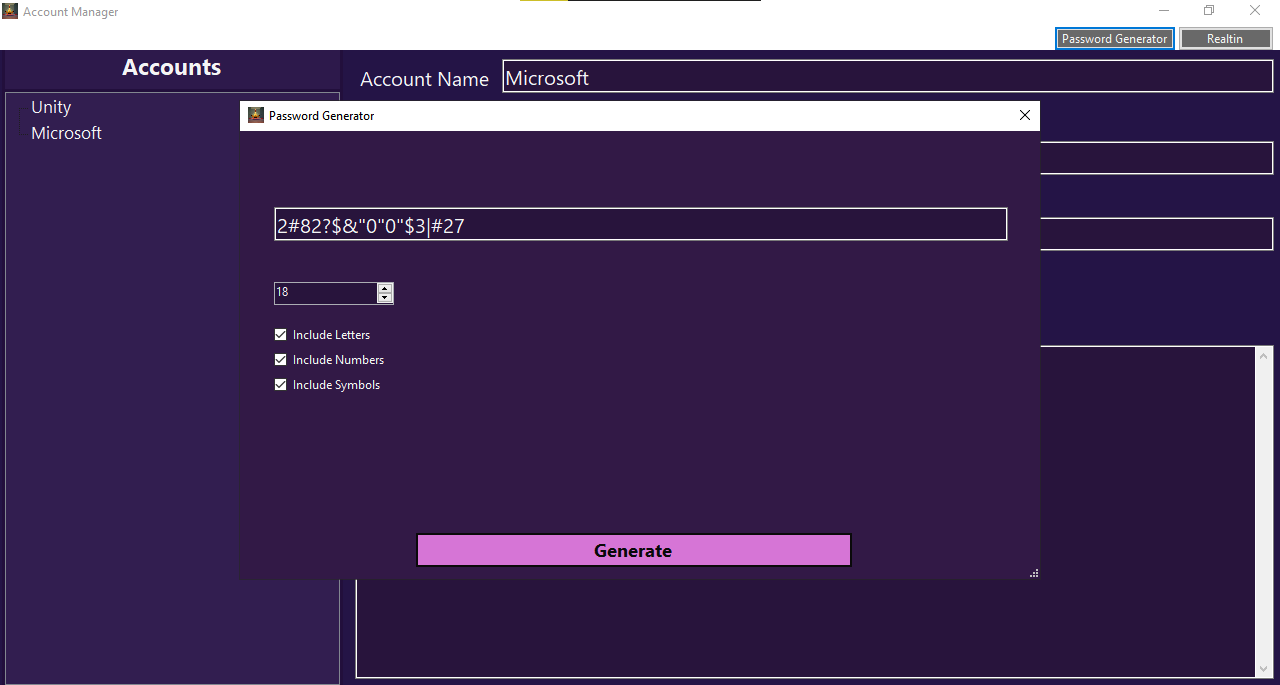 Account Manager
Password Generator
Realtin
Accounts
Account Name
Microsoft
Unity
Microsoft
Password Generator
2#82?$&"0"0"$3|#27
18
Include Letters
Include Numbers
Include Symbols
Generate